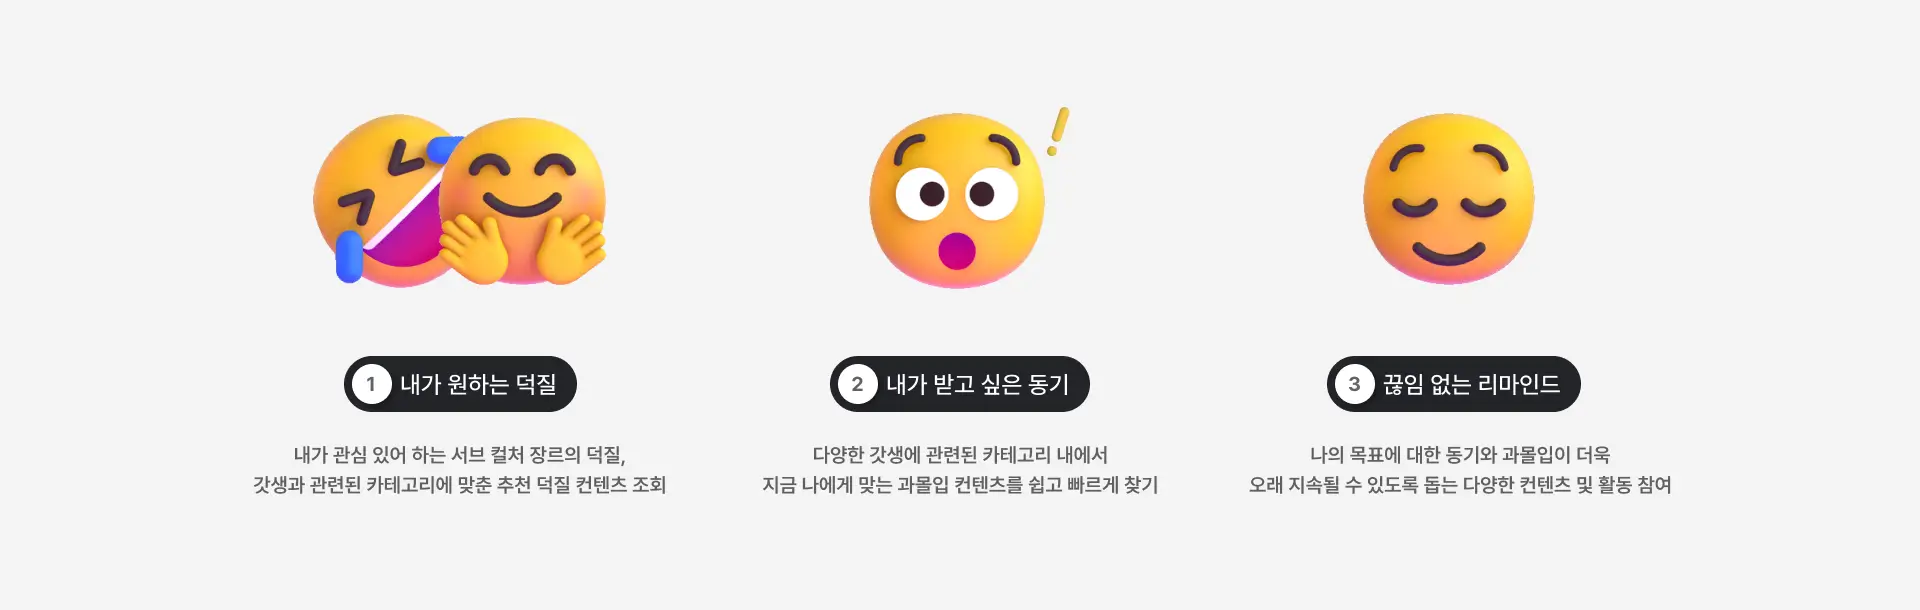 1 내가 원하는 덕질
내가 관심 있어 하는 서브 컬처 장르의 덕질,
갓생과 관련된 카테고리에 맞춘 추천 덕질 컨텐츠 조회
2 내가 받고 싶은 동기
다양한 갓생에 관련된 카테고리 내에서
지금 나에게 맞는 과몰입 컨텐츠를 쉽고 빠르게 찾기
3 끊임 없는 리마인드
나의 목표에 대한 동기와 과몰입이 더욱
오래 지속될 수 있도록 돕는 다양한 컨텐츠 및 활동 참여